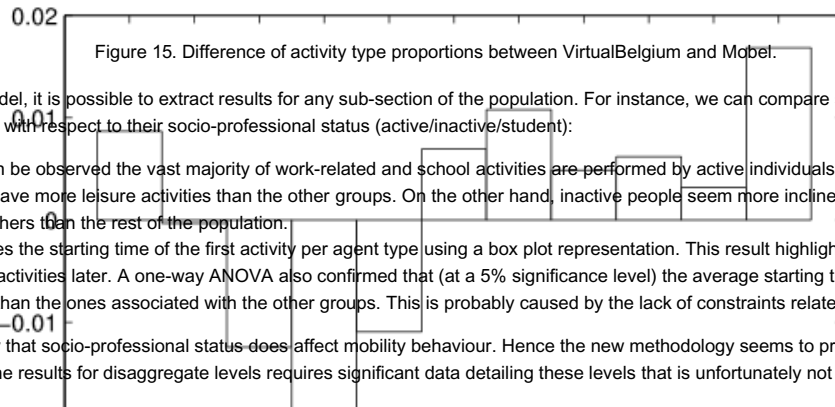 0.02
Figure 15. Difference of activity type proportions between VirtualBelgium and Mobel.
del, it is possible to extract results for any sub-section of the population. For instance, we can compare
0.01
with respect to their socio-professional status (active/inactive/student):
n be observed the vast majority of work-related and school activities are performed by active individuals
ave more leisure activities than the other groups. On the other hand, inactive people seem more incline
0
hers than the rest of the population.
es the starting time of the first activity per agent type using a box plot representation. This result highligh
activities later. A one-way ANOVA also confirmed that (at a 5% significance level) the average starting t
han the ones associated with the other groups. This is probably caused by the lack of constraints relate
−0.01
that socio-professional status does affect mobility behaviour. Hence the new methodology seems to pr
ne results for disaggregate levels requires significant data detailing these levels that is unfortunately not